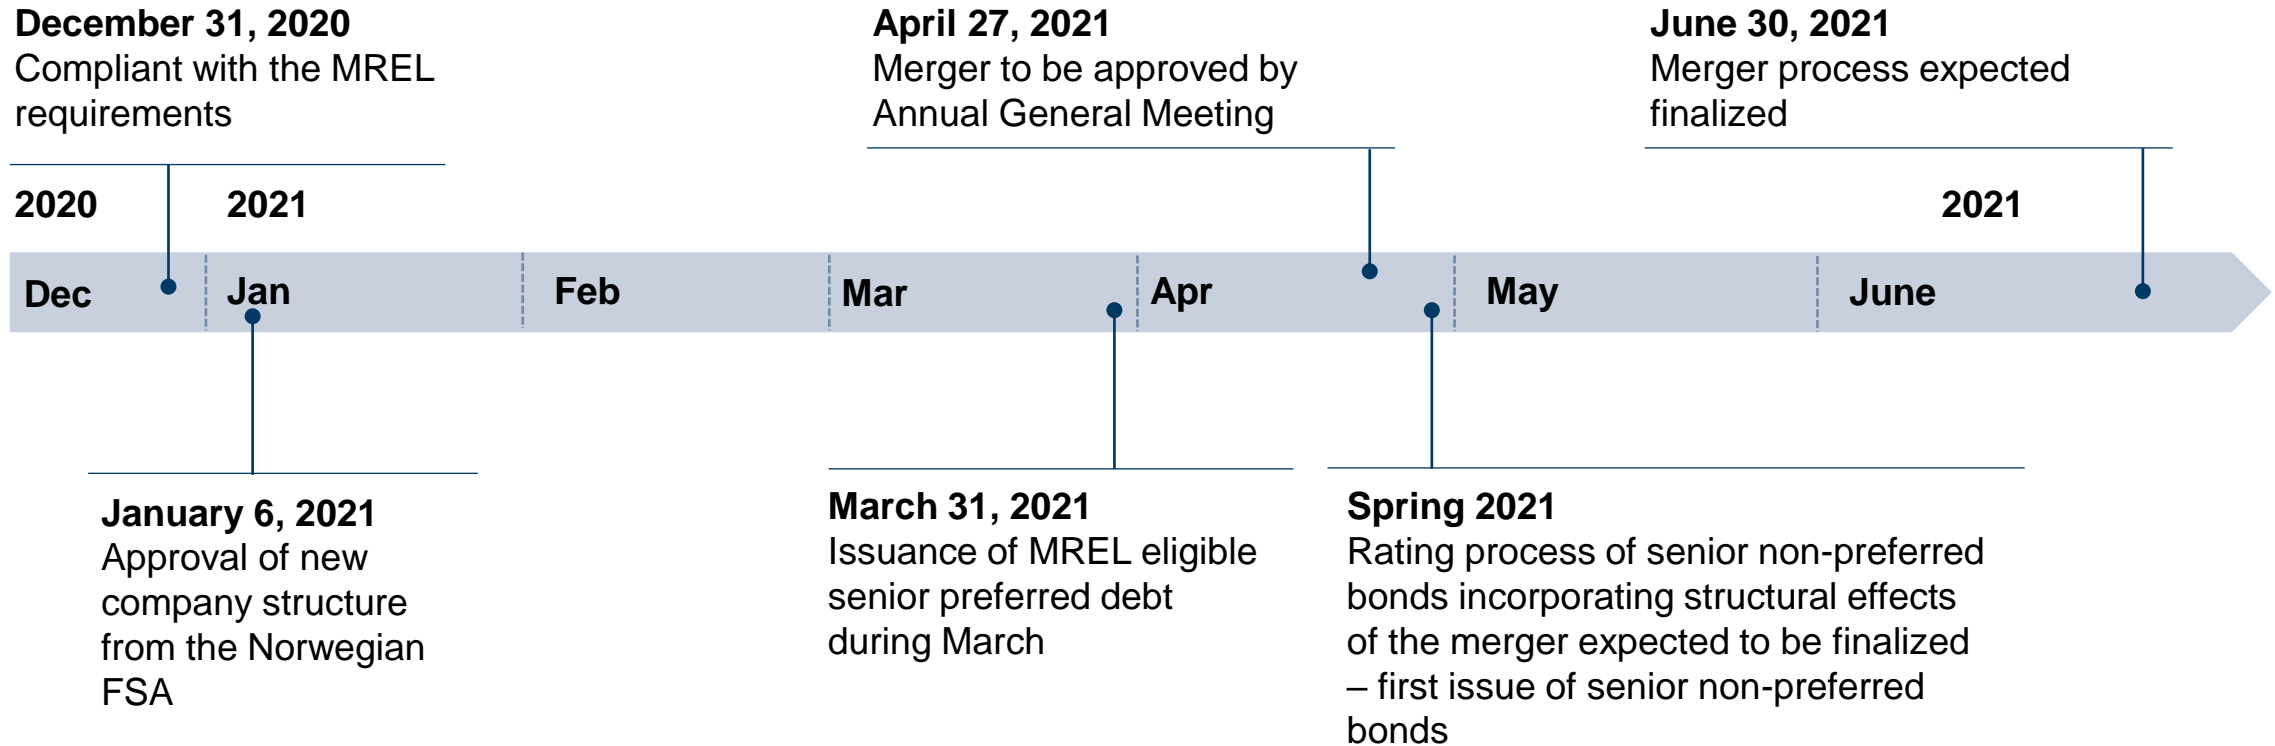 December 31, 2020
Compliant with the MREL
requirements
April 27, 2021
Merger to be approved by
Annual General Meeting
June 30, 2021
Merger process expected
finalized
2020
2021
2021
Dec
Jan
Feb
Mar
Apr
May
June
January 6, 2021
Approval of new
company structure
from the Norwegian
FSA
March 31, 2021
Issuance of MREL eligible
senior preferred debt
during March
Spring 2021
Rating process of senior non-preferred
bonds incorporating structural effects
of the merger expected to be finalized
– first issue of senior non-preferred
bonds